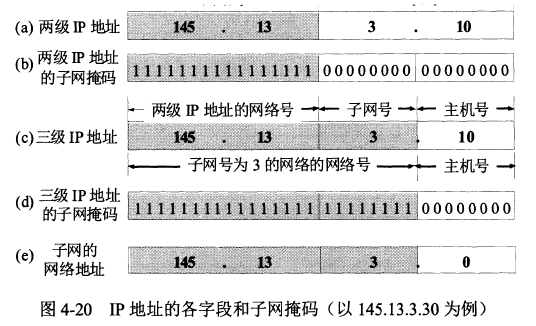 (a) 两级 IP 地址 145 . 13 3 . 10
(b) 两级 IP 地址的子网掩码 1111111111111111 00000000 00000000
两级 IP 地址的网络号 子网号 主机号
(c) 三级 IP 地址 145 . 13 3 . 10
子网号为 3 的网络的网络号 主机号
(d) 三级 IP 地址的子网掩码 1111111111111111 11111111 00000000
(e) 子网的网络地址 145 . 13 . 3 . 0
图 4-20 IP 地址的各字段和子网掩码（以 145.13.3.30 为例）